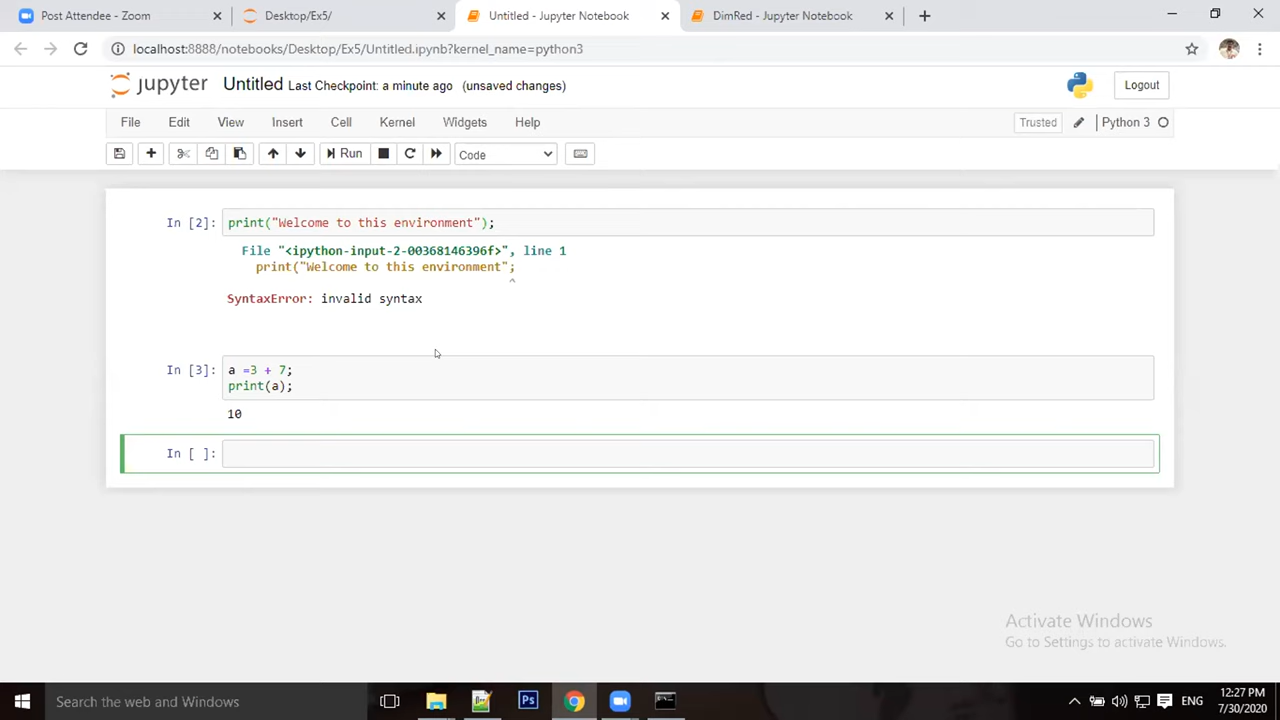 Post Attendee - Zoom
Desktop/Ex5/
Untitled - Jupyter Notebook
DimRed - Jupyter Notebook
localhost:8888/notebooks/Desktop/Ex5/Untitled.ipynb?kernel_name=python3
jupyter Untitled Last Checkpoint: a minute ago (unsaved changes)
Logout
File Edit View Insert Cell Kernel Widgets Help
Trusted
Python 3
Run
Code
In [2]: print("Welcome to this environment");
File "<ipython-input-2-00368146396f>", line 1
print("Welcome to this environment";
^
SyntaxError: invalid syntax
In [3]: a =3 + 7;
print(a);
10
In [ ]:
Activate Windows
Go to Settings to activate Windows.
Search the web and Windows
Ps
ENG
12:27 PM
7/30/2020